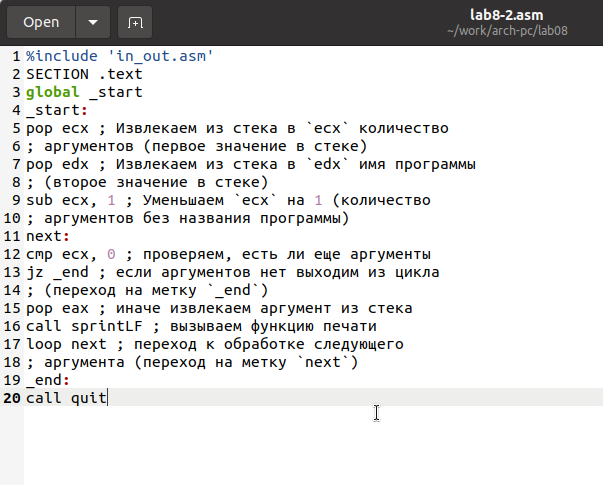 Open
lab8-2.asm
~/work/arch-pc/lab08
1 %include 'in_out.asm'
2 SECTION .text
3 global _start
4 _start:
5 pop ecx ; Извлекаем из стека в `ecx` количество
6 ; аргументов (первое значение в стеке)
7 pop edx ; Извлекаем из стека в `edx` имя программы
8 ; (второе значение в стеке)
9 sub ecx, 1 ; Уменьшаем `ecx` на 1 (количество
10 ; аргументов без названия программы)
11 next:
12 cmp ecx, 0 ; проверяем, есть ли еще аргументы
13 jz _end ; если аргументов нет выходим из цикла
14 ; (переход на метку `_end`)
15 pop eax ; иначе извлекаем аргумент из стека
16 call sprintLF ; вызываем функцию печати
17 loop next ; переход к обработке следующего
18 ; аргумента (переход на метку `next`)
19 _end:
20 call quit